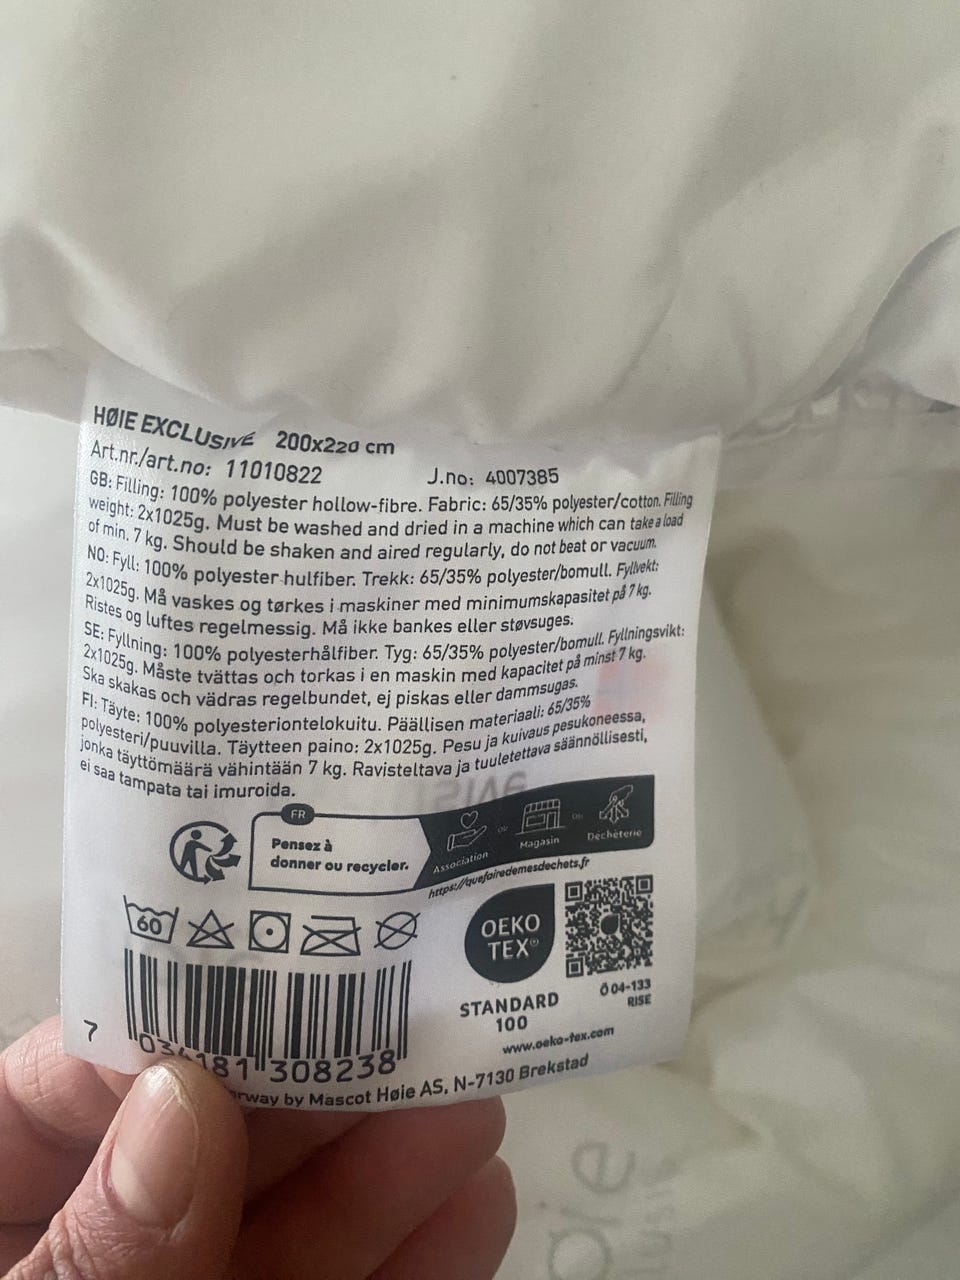 HØIE EXCLUSIVE 200x220 cm
Art.nr./art.no: 11010822 J.no: 4007385
GB: Filling: 100% polyester hollow-fibre. Fabric: 65/35% polyester/cotton. Filling
weight: 2x1025g. Must be washed and dried in a machine which can take a load
of min. 7 kg. Should be shaken and aired regularly, do not beat or vacuum.
NO: Fyll: 100% polyester hulfiber. Trekk: 65/35% polyester/bomull. Fyllvekt:
2x1025g. Må vaskes og tørkes i maskiner med minimumskapasitet på 7 kg.
Ristes og luftes regelmessig. Må ikke bankes eller støvsuges.
SE: Fyllning: 100% polyesterhålfiber. Tyg: 65/35% polyester/bomull. Fyllningsvikt:
2x1025g. Måste tvättas och torkas i en maskin med kapacitet på minst 7 kg.
Ska skakas och vädras regelbundet, ej piskas eller dammsugas.
FI: Täyte: 100% polyesteriontelokuitu. Päällisen materiaali: 65/35%
polyesteri/puuvilla. Täytteen paino: 2x1025g. Pesu ja kuivaus pesukoneessa,
jonka täyttömäärä vähintään 7 kg. Ravisteltava ja tuuletettava säännöllisesti,
ei saa tampata tai imuroida.
FR
Pensez à
donner ou recycler.
Association ou Magasin ou Déchèterie
https://quefairedemesdechets.fr
60
OEKO
TEX®
STANDARD
100
Ö 04-133
RISE
www.oeko-tex.com
7 034181 308238
rway by Mascot Høie AS, N-7130 Brekstad